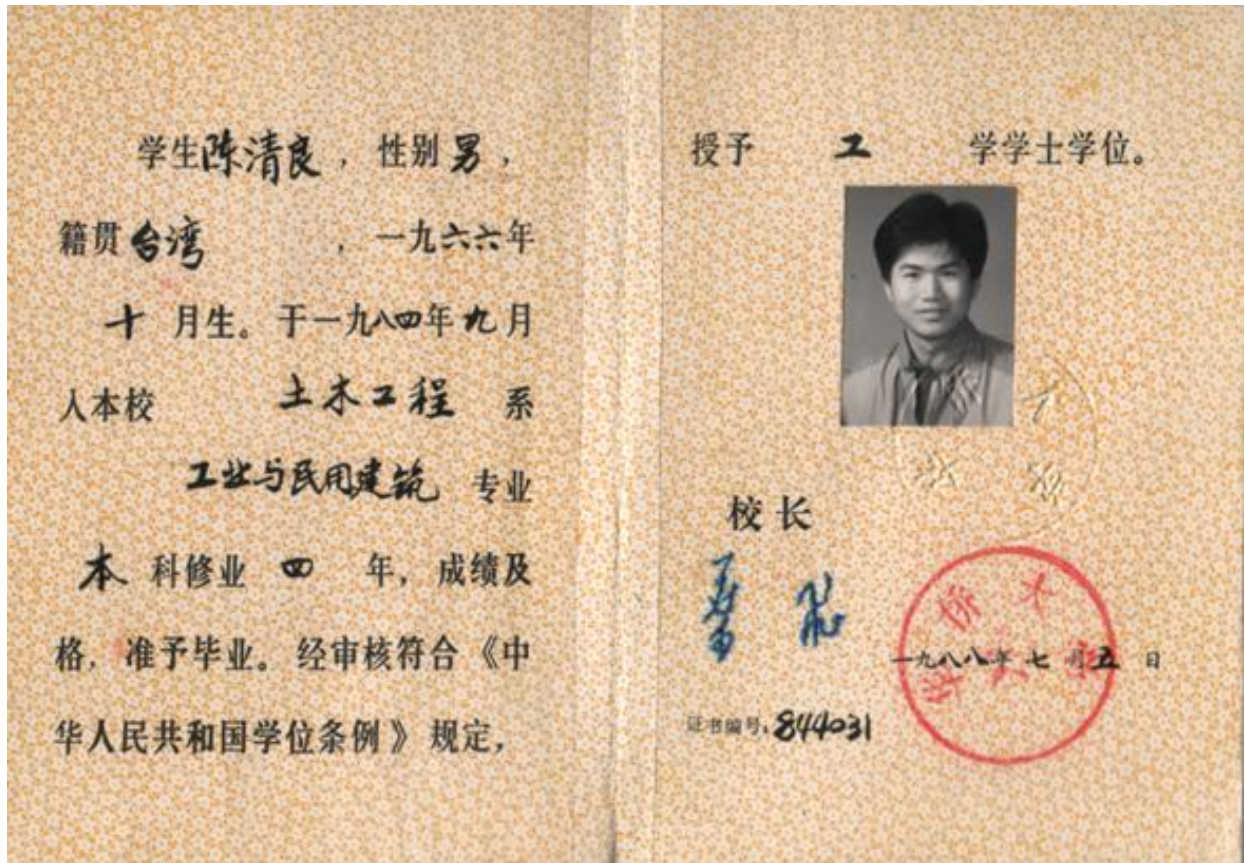 学生陈清良，性别男，
籍贯台湾，一九六六年
十月生。于一九八四年九月
入本校土木工程系
工业与民用建筑专业
本科修业四年，成绩及
格，准予毕业。经审核符合《中
华人民共和国学位条例》规定，
授予工学学士学位。
校长
一九八八年七月五日
证书编号：844031